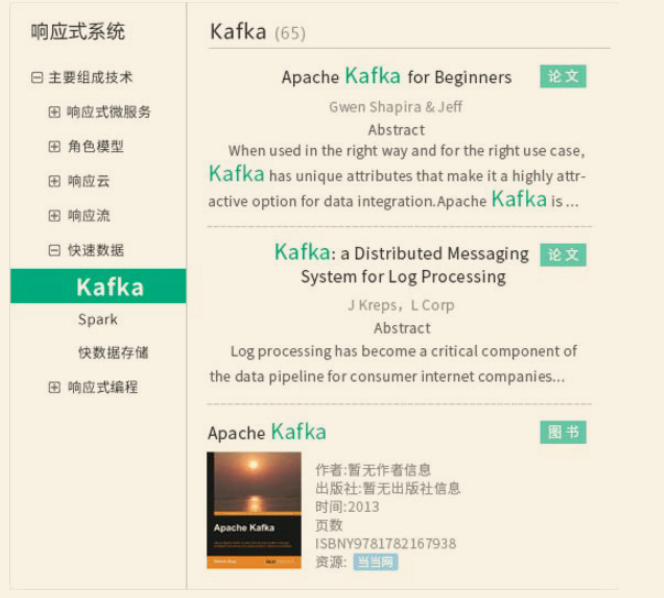 响应式系统
主要组成技术
响应式微服务
角色模型
响应云
响应流
快速数据
Kafka
Spark
快数据存储
响应式编程
Kafka (65)
Apache Kafka for Beginners
论文
Gwen Shapira & Jeff
Abstract
When used in the right way and for the right use case,
Kafka has unique attributes that make it a highly attr-
active option for data integration.Apache Kafka is ...
Kafka: a Distributed Messaging
论文
System for Log Processing
J Kreps, L Corp
Abstract
Log processing has become a critical component of
the data pipeline for consumer internet companies...
Apache Kafka
图书
Apache Kafka
作者:暂无作者信息
出版社:暂无出版社信息
时间:2013
页数
ISBNY9781782167938
资源: 当当网